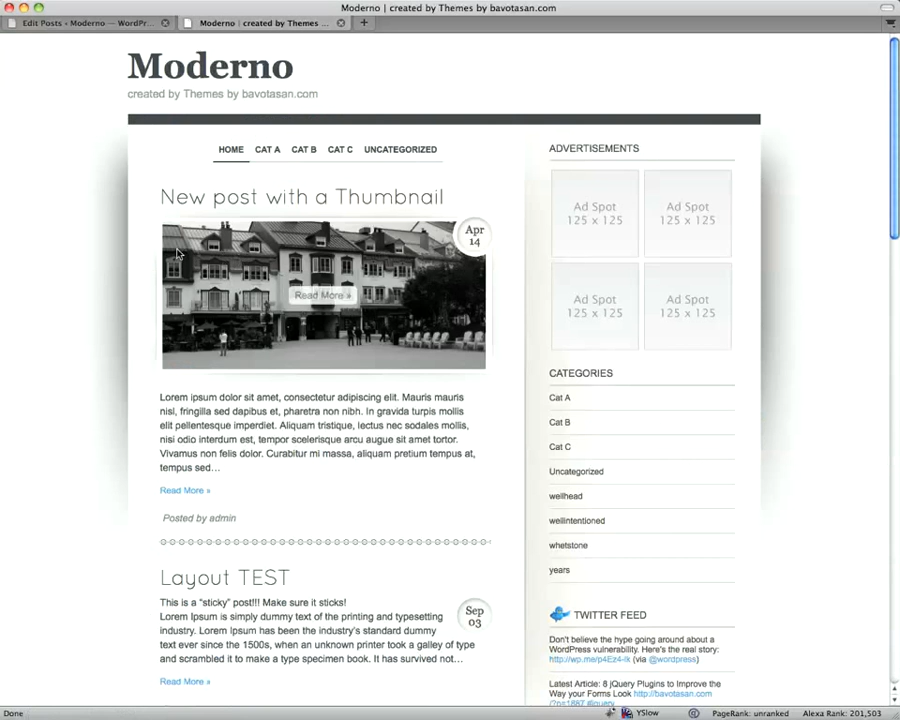 Moderno | created by Themes by bavotasan.com
Edit Posts ‹ Moderno — WordPr...
Moderno | created by Themes ...
Moderno
created by Themes by bavotasan.com
HOME CAT A CAT B CAT C UNCATEGORIZED
New post with a Thumbnail
Apr
14
Read More »
Lorem ipsum dolor sit amet, consectetur adipiscing elit. Mauris mauris
nisl, fringilla sed dapibus et, pharetra non nibh. In gravida turpis mollis
elit pellentesque imperdiet. Aliquam tristique, lectus nec sodales mollis,
nisi odio interdum est, tempor scelerisque arcu augue sit amet tortor.
Vivamus non felis dolor. Curabitur mi massa, aliquam pretium tempus at,
tempus sed…
Read More »
Posted by admin
Layout TEST
Sep
03
This is a “sticky” post!!! Make sure it sticks!
Lorem Ipsum is simply dummy text of the printing and typesetting
industry. Lorem Ipsum has been the industry’s standard dummy
text ever since the 1500s, when an unknown printer took a galley of type
and scrambled it to make a type specimen book. It has survived not…
Read More »
ADVERTISEMENTS
Ad Spot
125 x 125
Ad Spot
125 x 125
Ad Spot
125 x 125
Ad Spot
125 x 125
CATEGORIES
Cat A
Cat B
Cat C
Uncategorized
wellhead
wellintentioned
whetstone
years
TWITTER FEED
Don't believe the hype going around about a
WordPress vulnerability. Here's the real story:
http://wp.me/p4Ez4-Ik (via @wordpress)
Latest Article: 8 jQuery Plugins to Improve the
Way your Forms Look http://bavotasan.com
/?p=1887 #jquery
Done
YSlow
PageRank: unranked
Alexa Rank: 201,503